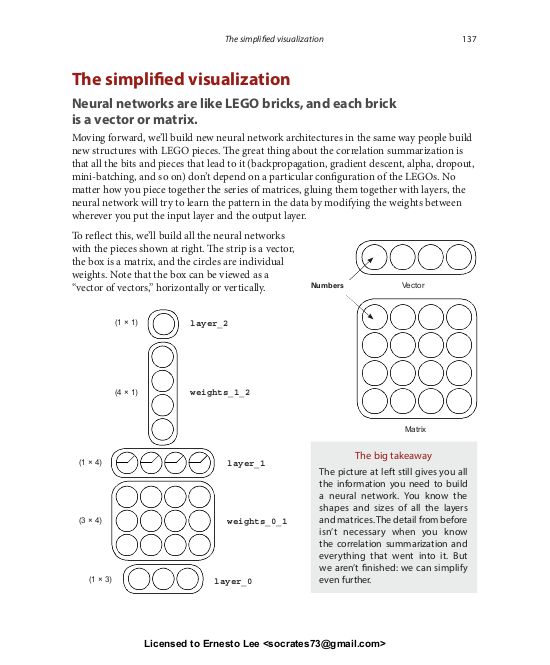 The simplified visualization 137
The simplified visualization
Neural networks are like LEGO bricks, and each brick
is a vector or matrix.
Moving forward, we'll build new neural network architectures in the same way people build
new structures with LEGO pieces. The great thing about the correlation summarization is
that all the bits and pieces that lead to it (backpropagation, gradient descent, alpha, dropout,
mini-batching, and so on) don't depend on a particular configuration of the LEGOs. No
matter how you piece together the series of matrices, gluing them together with layers, the
neural network will try to learn the pattern in the data by modifying the weights between
wherever you put the input layer and the output layer.
To reflect this, we'll build all the neural networks
with the pieces shown at right. The strip is a vector,
the box is a matrix, and the circles are individual
weights. Note that the box can be viewed as a
“vector of vectors,” horizontally or vertically.
Numbers
Vector
Matrix
(1 × 1) layer_2
(4 × 1) weights_1_2
(1 × 4) layer_1
(3 × 4) weights_0_1
(1 × 3) layer_0
The big takeaway
The picture at left still gives you all
the information you need to build
a neural network. You know the
shapes and sizes of all the layers
and matrices. The detail from before
isn't necessary when you know
the correlation summarization and
everything that went into it. But
we aren't finished: we can simplify
even further.
Licensed to Ernesto Lee <socrates73@gmail.com>